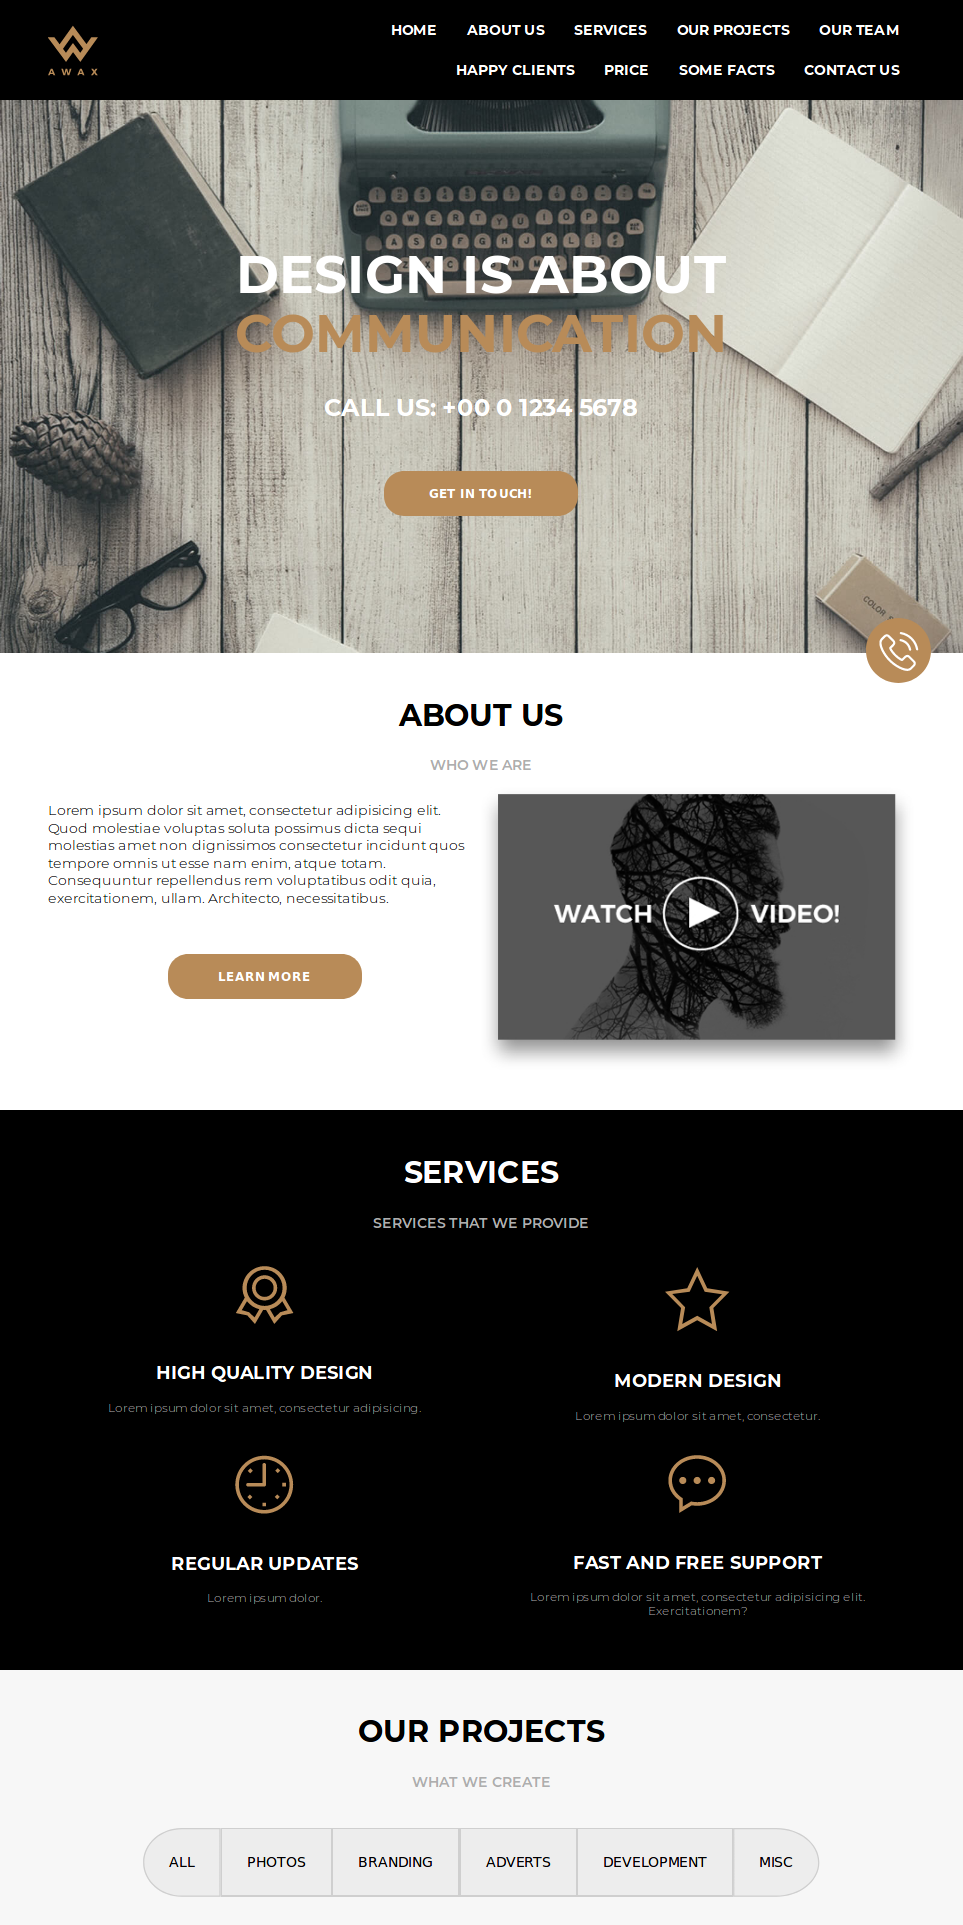 AWAX
HOME ABOUT US SERVICES OUR PROJECTS OUR TEAM
HAPPY CLIENTS PRICE SOME FACTS CONTACT US
DESIGN IS ABOUT
COMMUNICATION
CALL US: +00 0 1234 5678
GET IN TOUCH!
COLOR
ABOUT US
WHO WE ARE
Lorem ipsum dolor sit amet, consectetur adipisicing elit.
Quod molestiae voluptas soluta possimus dicta sequi
molestias amet non dignissimos consectetur incidunt quos
tempore omnis ut esse nam enim, atque totam.
Consequuntur repellendus rem voluptatibus odit quia,
exercitationem, ullam. Architecto, necessitatibus.
LEARN MORE
WATCH VIDEO!
SERVICES
SERVICES THAT WE PROVIDE
HIGH QUALITY DESIGN
Lorem ipsum dolor sit amet, consectetur adipisicing.
MODERN DESIGN
Lorem ipsum dolor sit amet, consectetur.
REGULAR UPDATES
Lorem ipsum dolor.
FAST AND FREE SUPPORT
Lorem ipsum dolor sit amet, consectetur adipisicing elit.
Exercitationem?
OUR PROJECTS
WHAT WE CREATE
ALL PHOTOS BRANDING ADVERTS DEVELOPMENT MISC